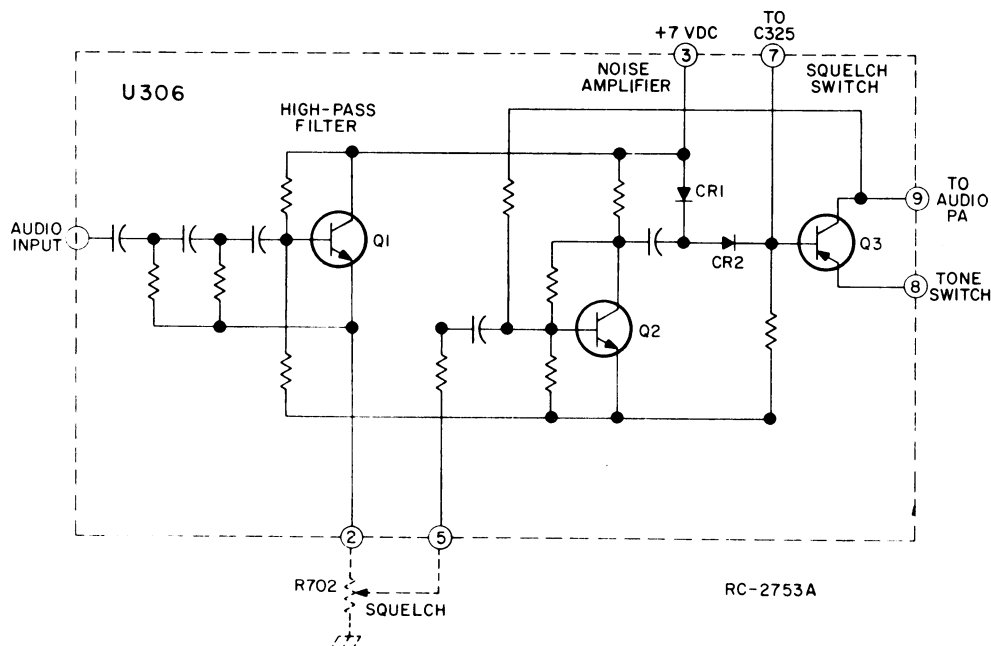 +7 VDC
3
TO
C325
7
NOISE
AMPLIFIER
SQUELCH
SWITCH
U306
HIGH-PASS
FILTER
CR1
9
TO
AUDIO
PA
AUDIO
INPUT
1
Q1
CR2
Q3
8
TONE
SWITCH
Q2
2
5
R702
SQUELCH
RC-2753A